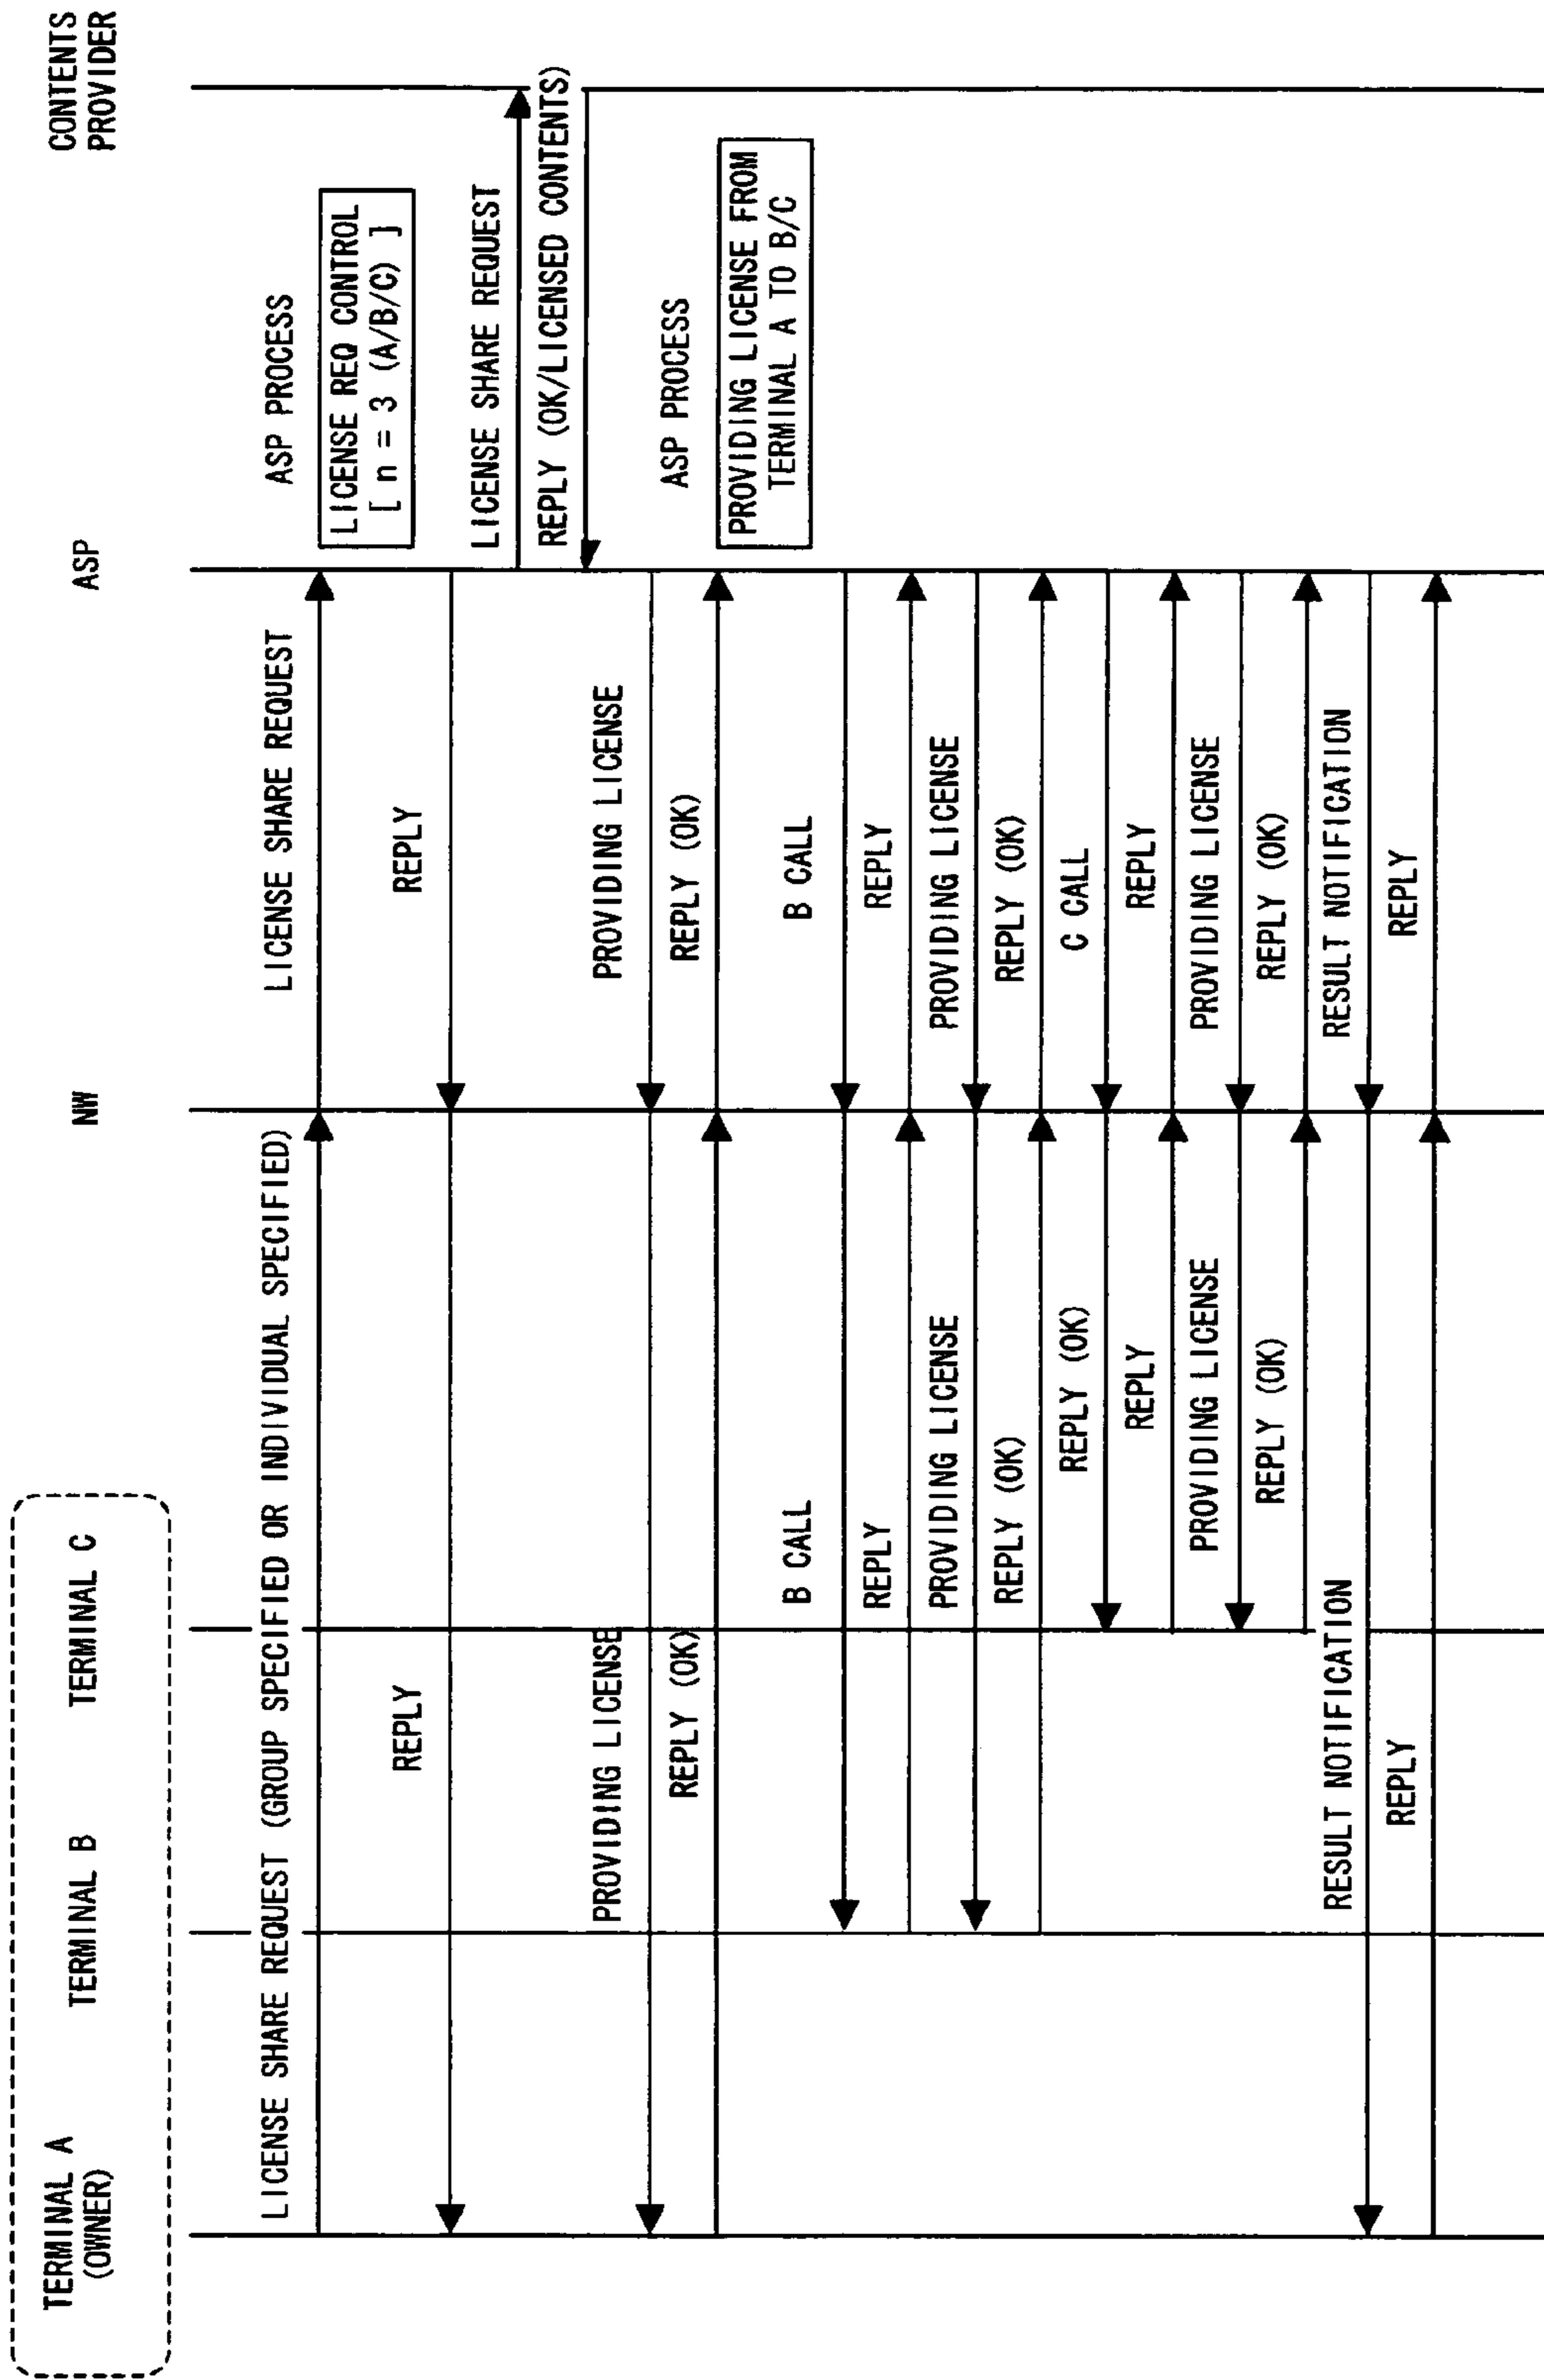 TERMINAL A
(OWNER)
TERMINAL B
TERMINAL C
NW
ASP
CONTENTS
PROVIDER
LICENSE SHARE REQUEST (GROUP SPECIFIED OR INDIVIDUAL SPECIFIED)
LICENSE SHARE REQUEST
ASP PROCESS
LICENSE REQ CONTROL
[ n = 3 (A/B/C) ]
REPLY
REPLY
LICENSE SHARE REQUEST
REPLY (OK/LICENSED CONTENTS)
PROVIDING LICENSE
PROVIDING LICENSE
ASP PROCESS
REPLY (OK)
REPLY (OK)
PROVIDING LICENSE FROM
TERMINAL A TO B/C
B CALL
B CALL
REPLY
REPLY
PROVIDING LICENSE
PROVIDING LICENSE
REPLY (OK)
REPLY (OK)
REPLY (OK)
C CALL
REPLY
REPLY
PROVIDING LICENSE
PROVIDING LICENSE
REPLY (OK)
REPLY (OK)
RESULT NOTIFICATION
RESULT NOTIFICATION
REPLY
REPLY